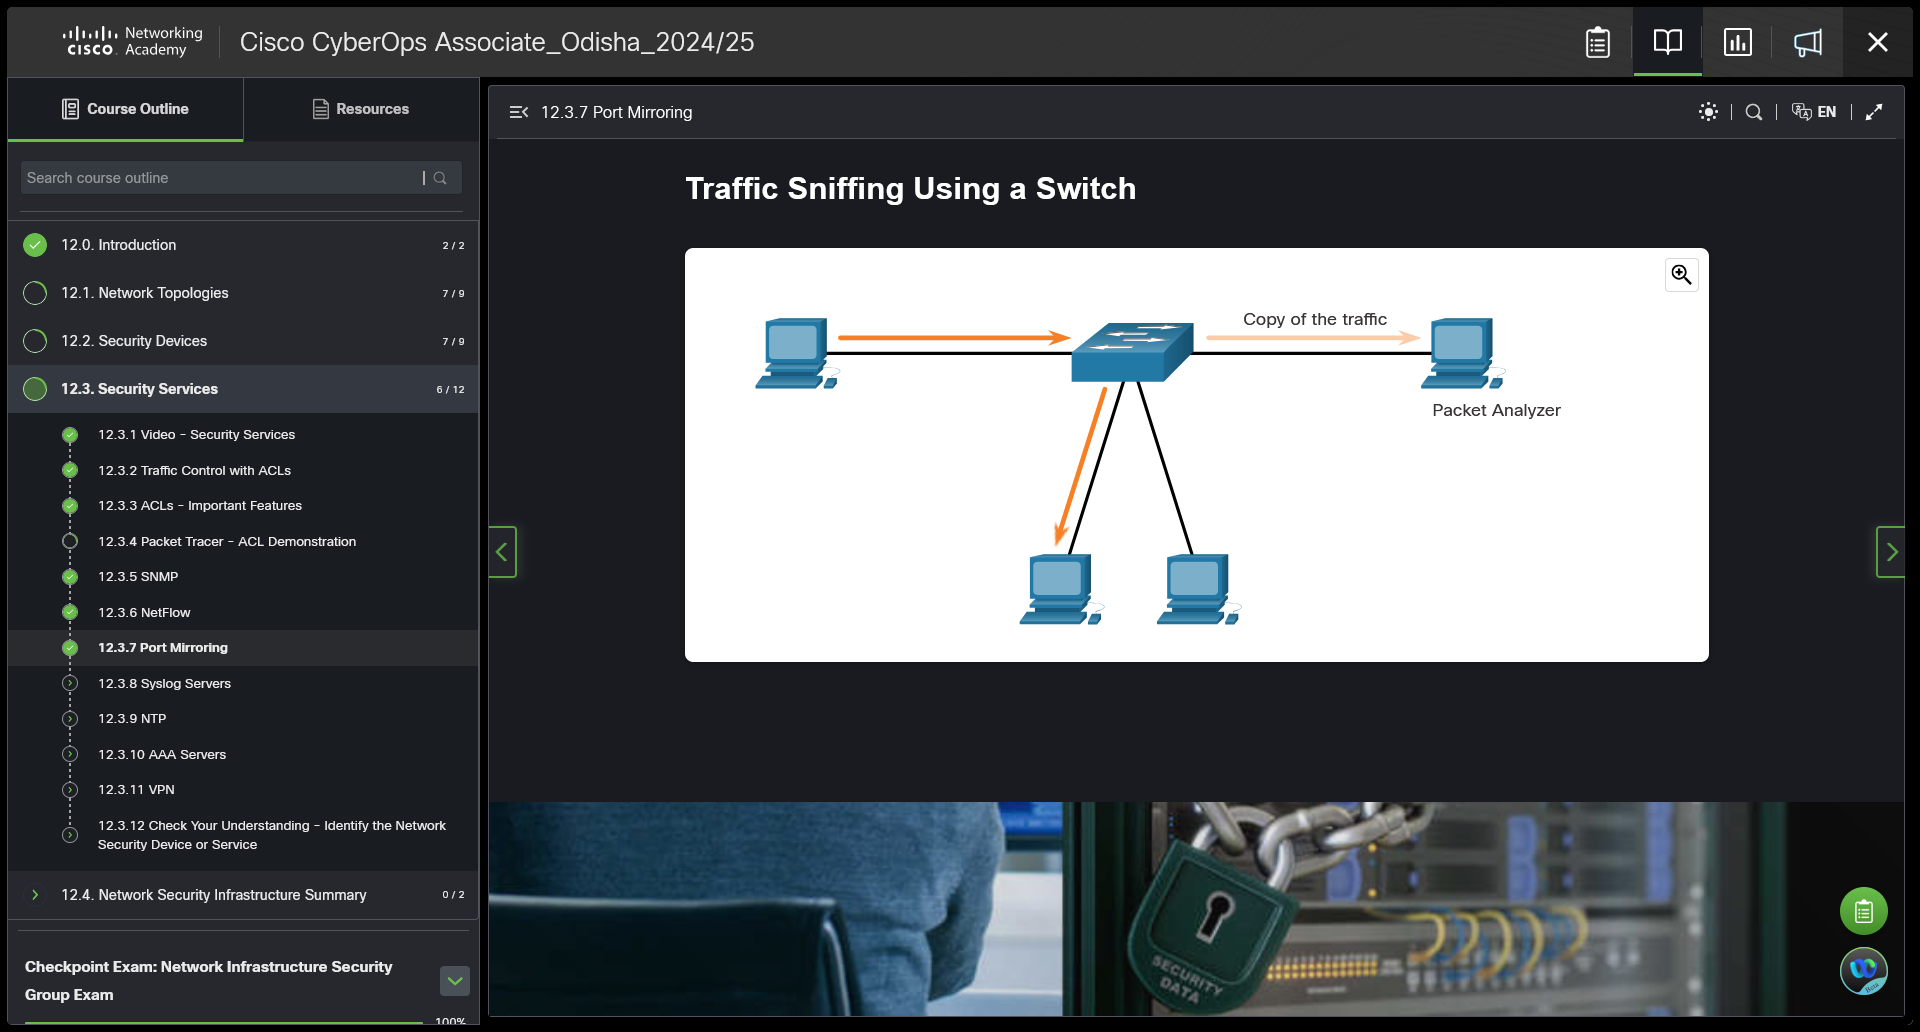 CISCO Networking Academy
Cisco CyberOps Associate_Odisha_2024/25
Course Outline
Resources
Search course outline
12.0. Introduction 2 / 2
12.1. Network Topologies 7 / 9
12.2. Security Devices 7 / 9
12.3. Security Services 6 / 12
12.3.1 Video - Security Services
12.3.2 Traffic Control with ACLs
12.3.3 ACLs - Important Features
12.3.4 Packet Tracer - ACL Demonstration
12.3.5 SNMP
12.3.6 NetFlow
12.3.7 Port Mirroring
12.3.8 Syslog Servers
12.3.9 NTP
12.3.10 AAA Servers
12.3.11 VPN
12.3.12 Check Your Understanding - Identify the Network
Security Device or Service
12.4. Network Security Infrastructure Summary 0 / 2
Checkpoint Exam: Network Infrastructure Security
Group Exam
100%
12.3.7 Port Mirroring
EN
Traffic Sniffing Using a Switch
Copy of the traffic
Packet Analyzer
SECURITY
DATA
Beta